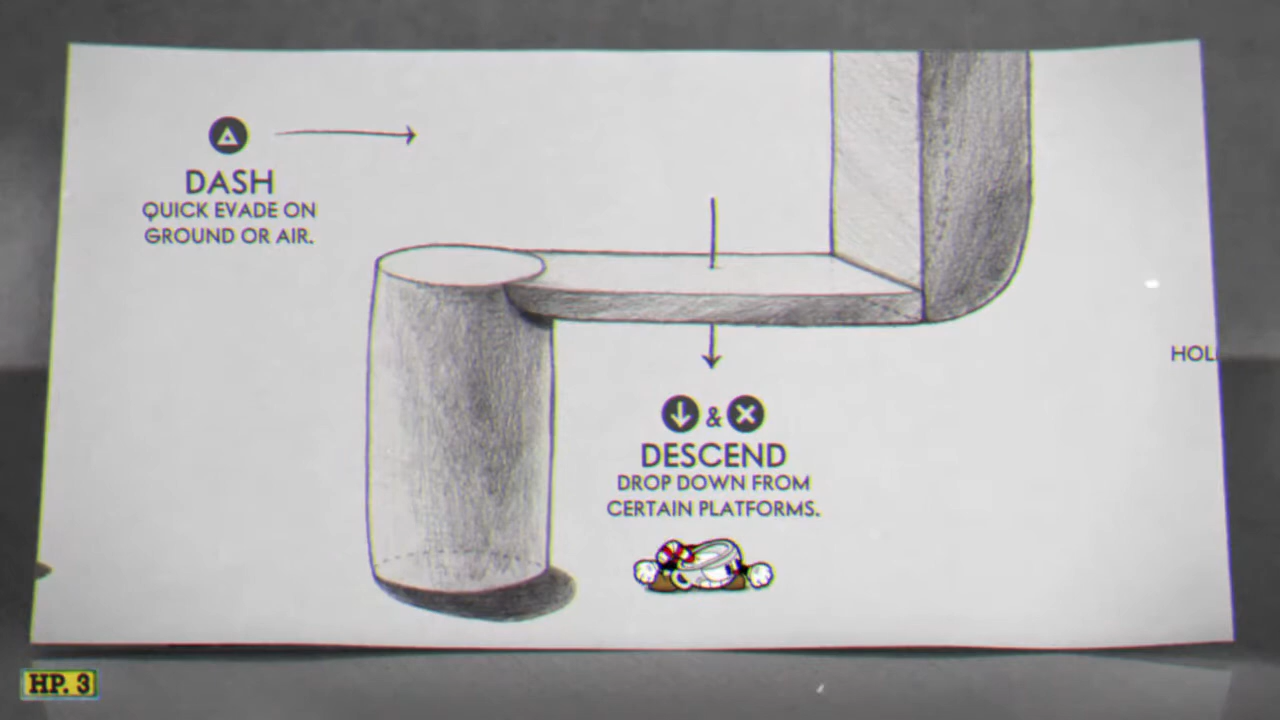 DASH
QUICK EVADE ON
GROUND OR AIR.
HOL
&
DESCEND
DROP DOWN FROM
CERTAIN PLATFORMS.
HP. 3